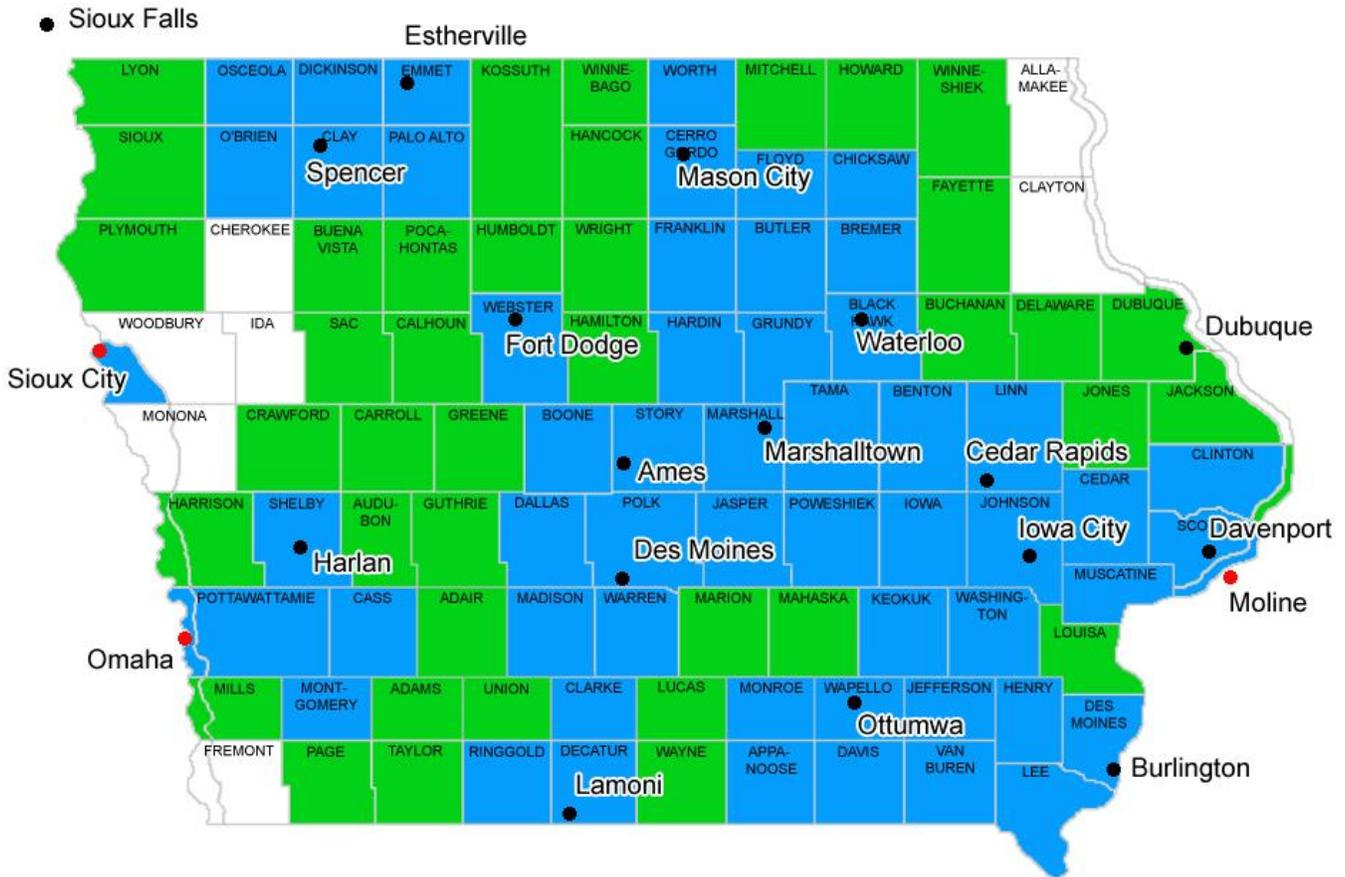 Sioux Falls
Estherville
LYON
OSCEOLA
DICKINSON
EMMET
KOSSUTH
WINNE-
BAGO
WORTH
MITCHELL
HOWARD
WINNE-
SHIEK
ALLA-
MAKEE
SIOUX
O'BRIEN
CLAY
PALO ALTO
HANCOCK
CERRO
GORDO
FLOYD
CHICKSAW
Spencer
Mason City
FAYETTE
CLAYTON
PLYMOUTH
CHEROKEE
BUENA
VISTA
POCA-
HONTAS
HUMBOLDT
WRIGHT
FRANKLIN
BUTLER
BREMER
WEBSTER
BLACK
HAWK
BUCHANAN
DELAWARE
DUBUQUE
WOODBURY
IDA
SAC
CALHOUN
HAMILTON
HARDIN
GRUNDY
Dubuque
Fort Dodge
Waterloo
Sioux City
TAMA
BENTON
LINN
JONES
JACKSON
MONONA
CRAWFORD
CARROLL
GREENE
BOONE
STORY
MARSHALL
Ames
Marshalltown
Cedar Rapids
CLINTON
CEDAR
HARRISON
SHELBY
AUDU-
BON
GUTHRIE
DALLAS
POLK
JASPER
POWESHIEK
IOWA
JOHNSON
SCO
Davenport
Harlan
Des Moines
Iowa City
MUSCATINE
Moline
POTTAWATTAMIE
CASS
ADAIR
MADISON
WARREN
MARION
MAHASKA
KEOKUK
WASHING-
TON
LOUISA
Omaha
MILLS
MONT-
GOMERY
ADAMS
UNION
CLARKE
LUCAS
MONROE
WAPELLO
JEFFERSON
HENRY
DES
MOINES
Ottumwa
FREMONT
PAGE
TAYLOR
RINGGOLD
DECATUR
WAYNE
APPA-
NOOSE
DAVIS
VAN
BUREN
LEE
Burlington
Lamoni